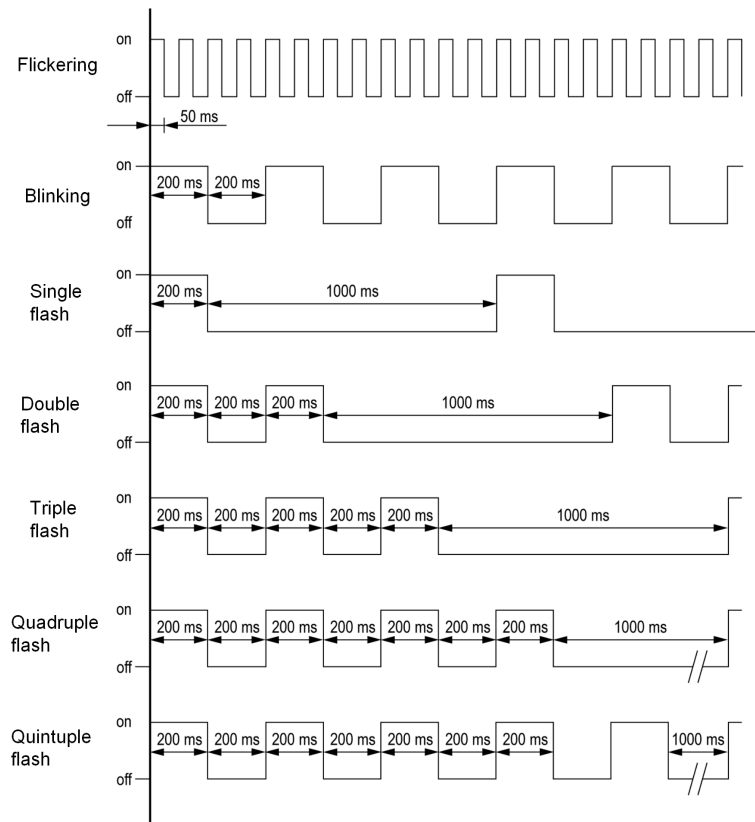 on
Flickering
off
50 ms
on
200 ms 200 ms
Blinking
off
on
Single
flash
200 ms 1000 ms
off
on
Double
flash
200 ms 200 ms 200 ms 1000 ms
off
on
Triple
flash
200 ms 200 ms 200 ms 200 ms 200 ms 1000 ms
off
on
Quadruple
flash
200 ms 200 ms 200 ms 200 ms 200 ms 200 ms 200 ms 1000 ms
off
on
Quintuple
flash
200 ms 200 ms 200 ms 200 ms 200 ms 200 ms 200 ms 1000 ms
off